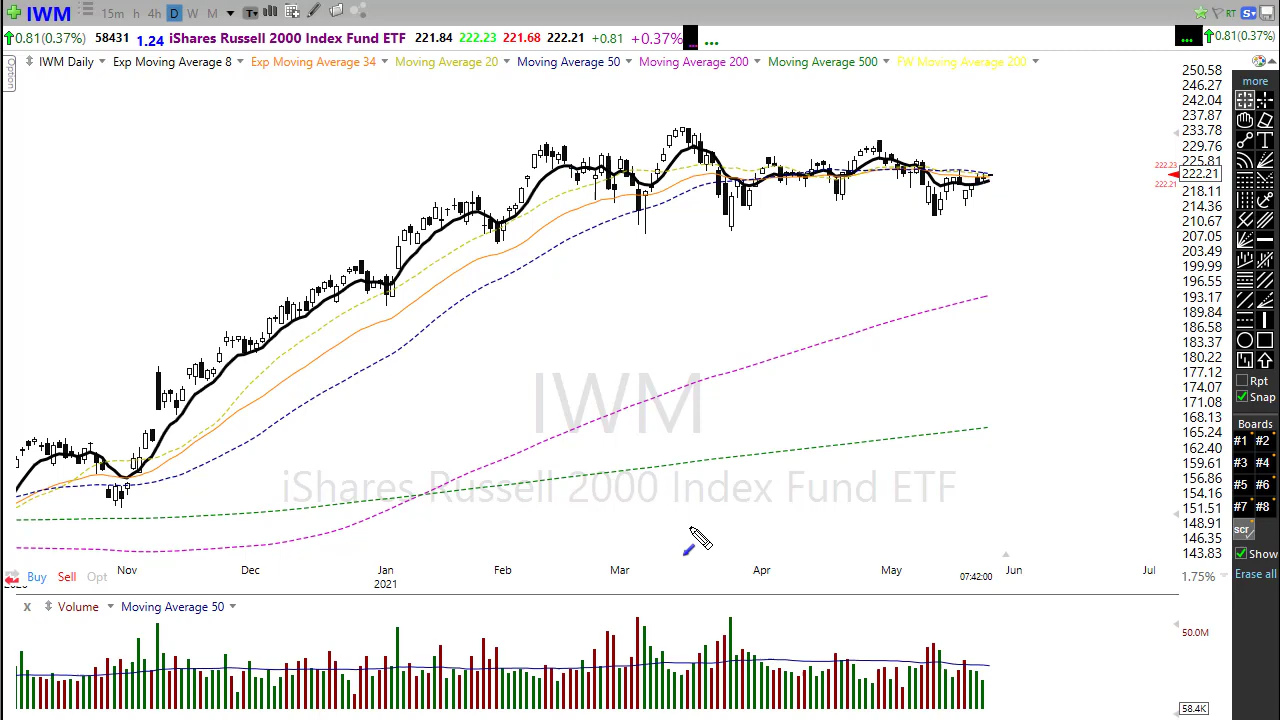 IWM 15m h 4h D W M T RT S
0.81(0.37%) 58431 1.24 iShares Russell 2000 Index Fund ETF 221.84 222.23 221.68 222.21 +0.81 +0.37% ... ... 0.81(0.37%)
Option
IWM Daily Exp Moving Average 8 Exp Moving Average 34 Moving Average 20 Moving Average 50 Moving Average 200 Moving Average 500 FW Moving Average 200
more
250.58
246.27
242.04
237.87
233.78
229.76
225.81
222.23
222.21
222.21
218.11
214.36
210.67
207.05
203.49
199.99
196.55
193.17
189.84
186.58
183.37
180.22
177.12
174.07
171.08
168.13
165.24
162.40
159.61
156.86
154.16
151.51
148.91
146.35
143.83
IWM
iShares Russell 2000 Index Fund ETF
Rpt
Snap
Boards
#1 #2
#3 #4
#5 #6
#7 #8
scr
Show
Erase all
Nov Dec Jan Feb Mar Apr May Jun Jul
2021
Buy Sell Opt
07:42:00
1.75%
X Volume Moving Average 50
50.0M
58.4K